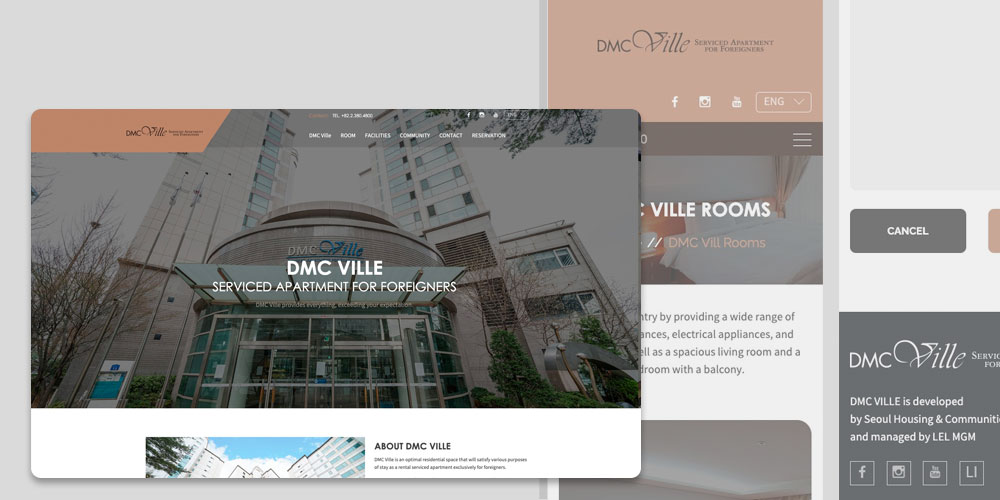 DMC Ville SERVICED APARTMENT
FOR FOREIGNERS
TEL. +82.2.380.4800
ENG
DMC Ville ROOM FACILITIES COMMUNITY CONTACT RESERVATION
DMC Ville
DMC VILLE
SERVICED APARTMENT FOR FOREIGNERS
DMC Ville provides everything, exceeding your expectation.
ABOUT DMC VILLE
DMC Ville is an optimal residential space that will satisfy various purposes
of stay as a rental serviced apartment exclusively for foreigners.
DMC Ville SERVICED APARTMENT
FOR FOREIGNERS
ENG
VILLE ROOMS
// DMC Vill Rooms
ntry by providing a wide range of
ances, electrical appliances, and
ell as a spacious living room and a
droom with a balcony.
CANCEL
DMC Ville SERVIC
FOR
DMC VILLE is developed
by Seoul Housing & Communiti
and managed by LEL MGM
LI